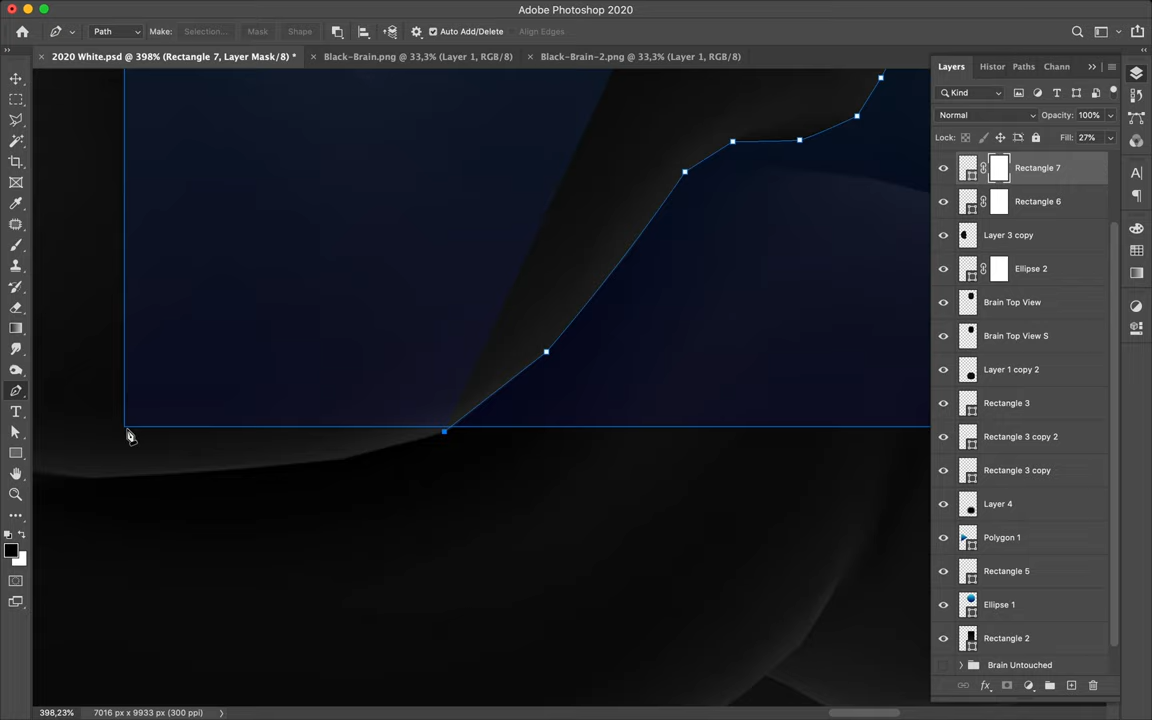 Adobe Photoshop 2020
Path
Make:
Selection...
Mask
Shape
Auto Add/Delete
Align Edges
2020 White.psd @ 398% (Rectangle 7, Layer Mask/8) *
Black-Brain.png @ 33,3% (Layer 1, RGB/8)
Black-Brain-2.png @ 33,3% (Layer 1, RGB/8)
Layers
Histor
Paths
Chann
Kind
Normal
Opacity: 100%
Lock:
Fill: 27%
Rectangle 7
Rectangle 6
Layer 3 copy
Ellipse 2
Brain Top View
Brain Top View S
Layer 1 copy 2
Rectangle 3
Rectangle 3 copy 2
Rectangle 3 copy
Layer 4
Polygon 1
Rectangle 5
Ellipse 1
Rectangle 2
Brain Untouched
398,23%
7016 px x 9933 px (300 ppi)